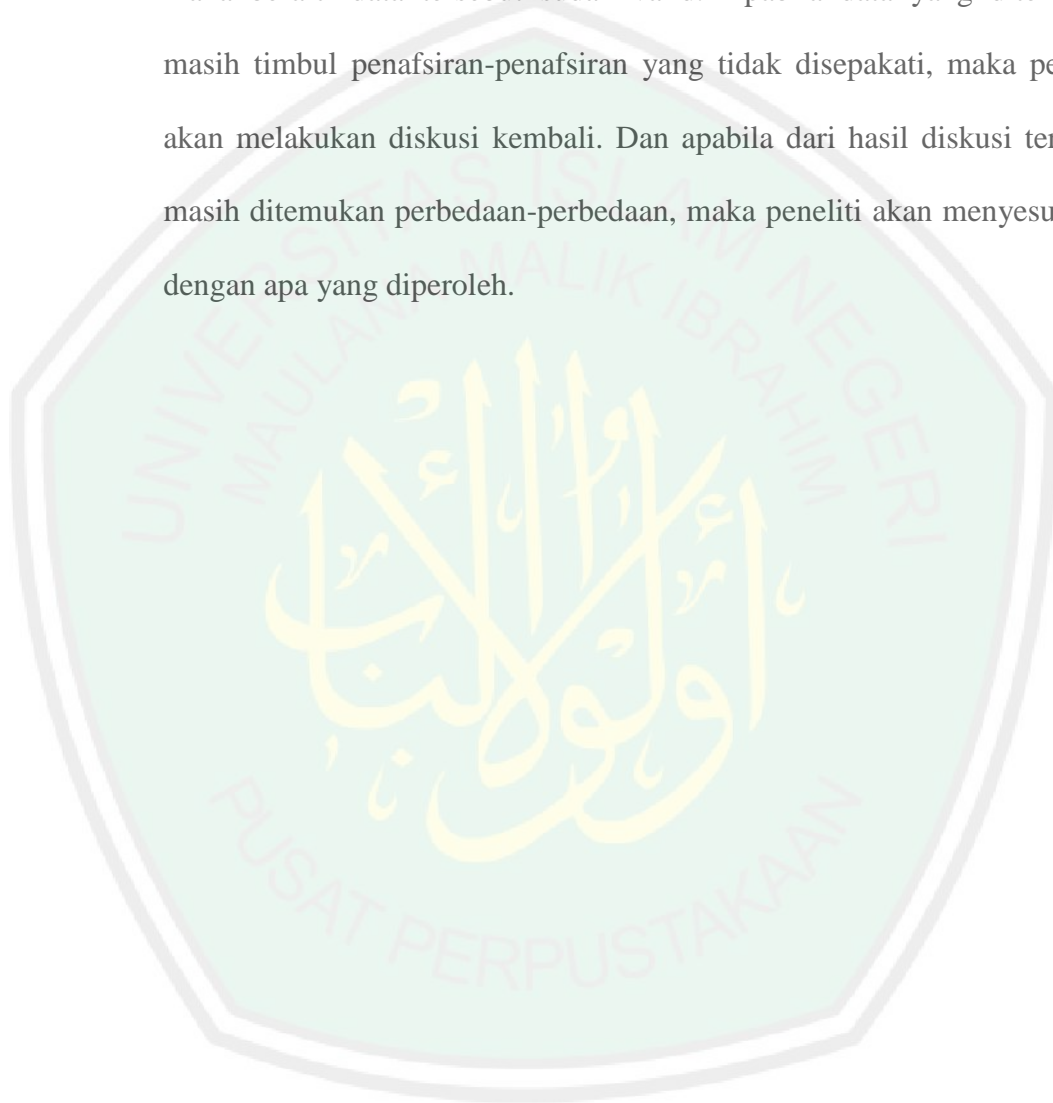 masih timbul penafsiran-penafsiran yang tidak disepakati, maka pe
akan melakukan diskusi kembali. Dan apabila dari hasil diskusi ter
masih ditemukan perbedaan-perbedaan, maka peneliti akan menyesu
dengan apa yang diperoleh.
UNIVERSITAS ISLAM NEGERI
MAULANA MALIK IBRAHIM
أولوا الألباب
PUSAT PERPUSTAKAAN